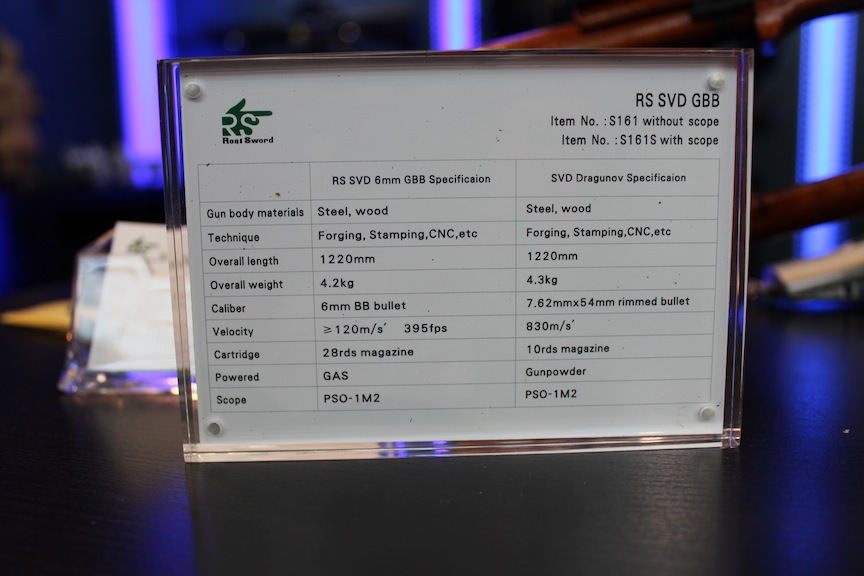 RS
Real Sword
RS SVD GBB
Item No. :S161 without scope
Item No. :S161S with scope
RS SVD 6mm GBB Specificaion SVD Dragunov Specificaion
Gun body materials Steel, wood Steel, wood
Technique Forging, Stamping,CNC,etc Forging, Stamping,CNC,etc
Overall length 1220mm 1220mm
Overall weight 4.2kg 4.3kg
Caliber 6mm BB bullet 7.62mmx54mm rimmed bullet
Velocity ≥120m/s′ 395fps 830m/s′
Cartridge 28rds magazine 10rds magazine
Powered GAS Gunpowder
Scope PSO-1M2 PSO-1M2